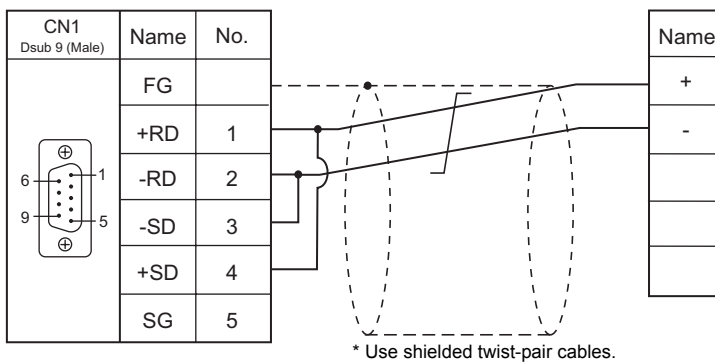 CN1
Dsub 9 (Male)
Name
No.
Name
FG
+
+RD
1
-
-RD
2
6
1
-SD
3
9
5
+SD
4
SG
5
* Use shielded twist-pair cables.